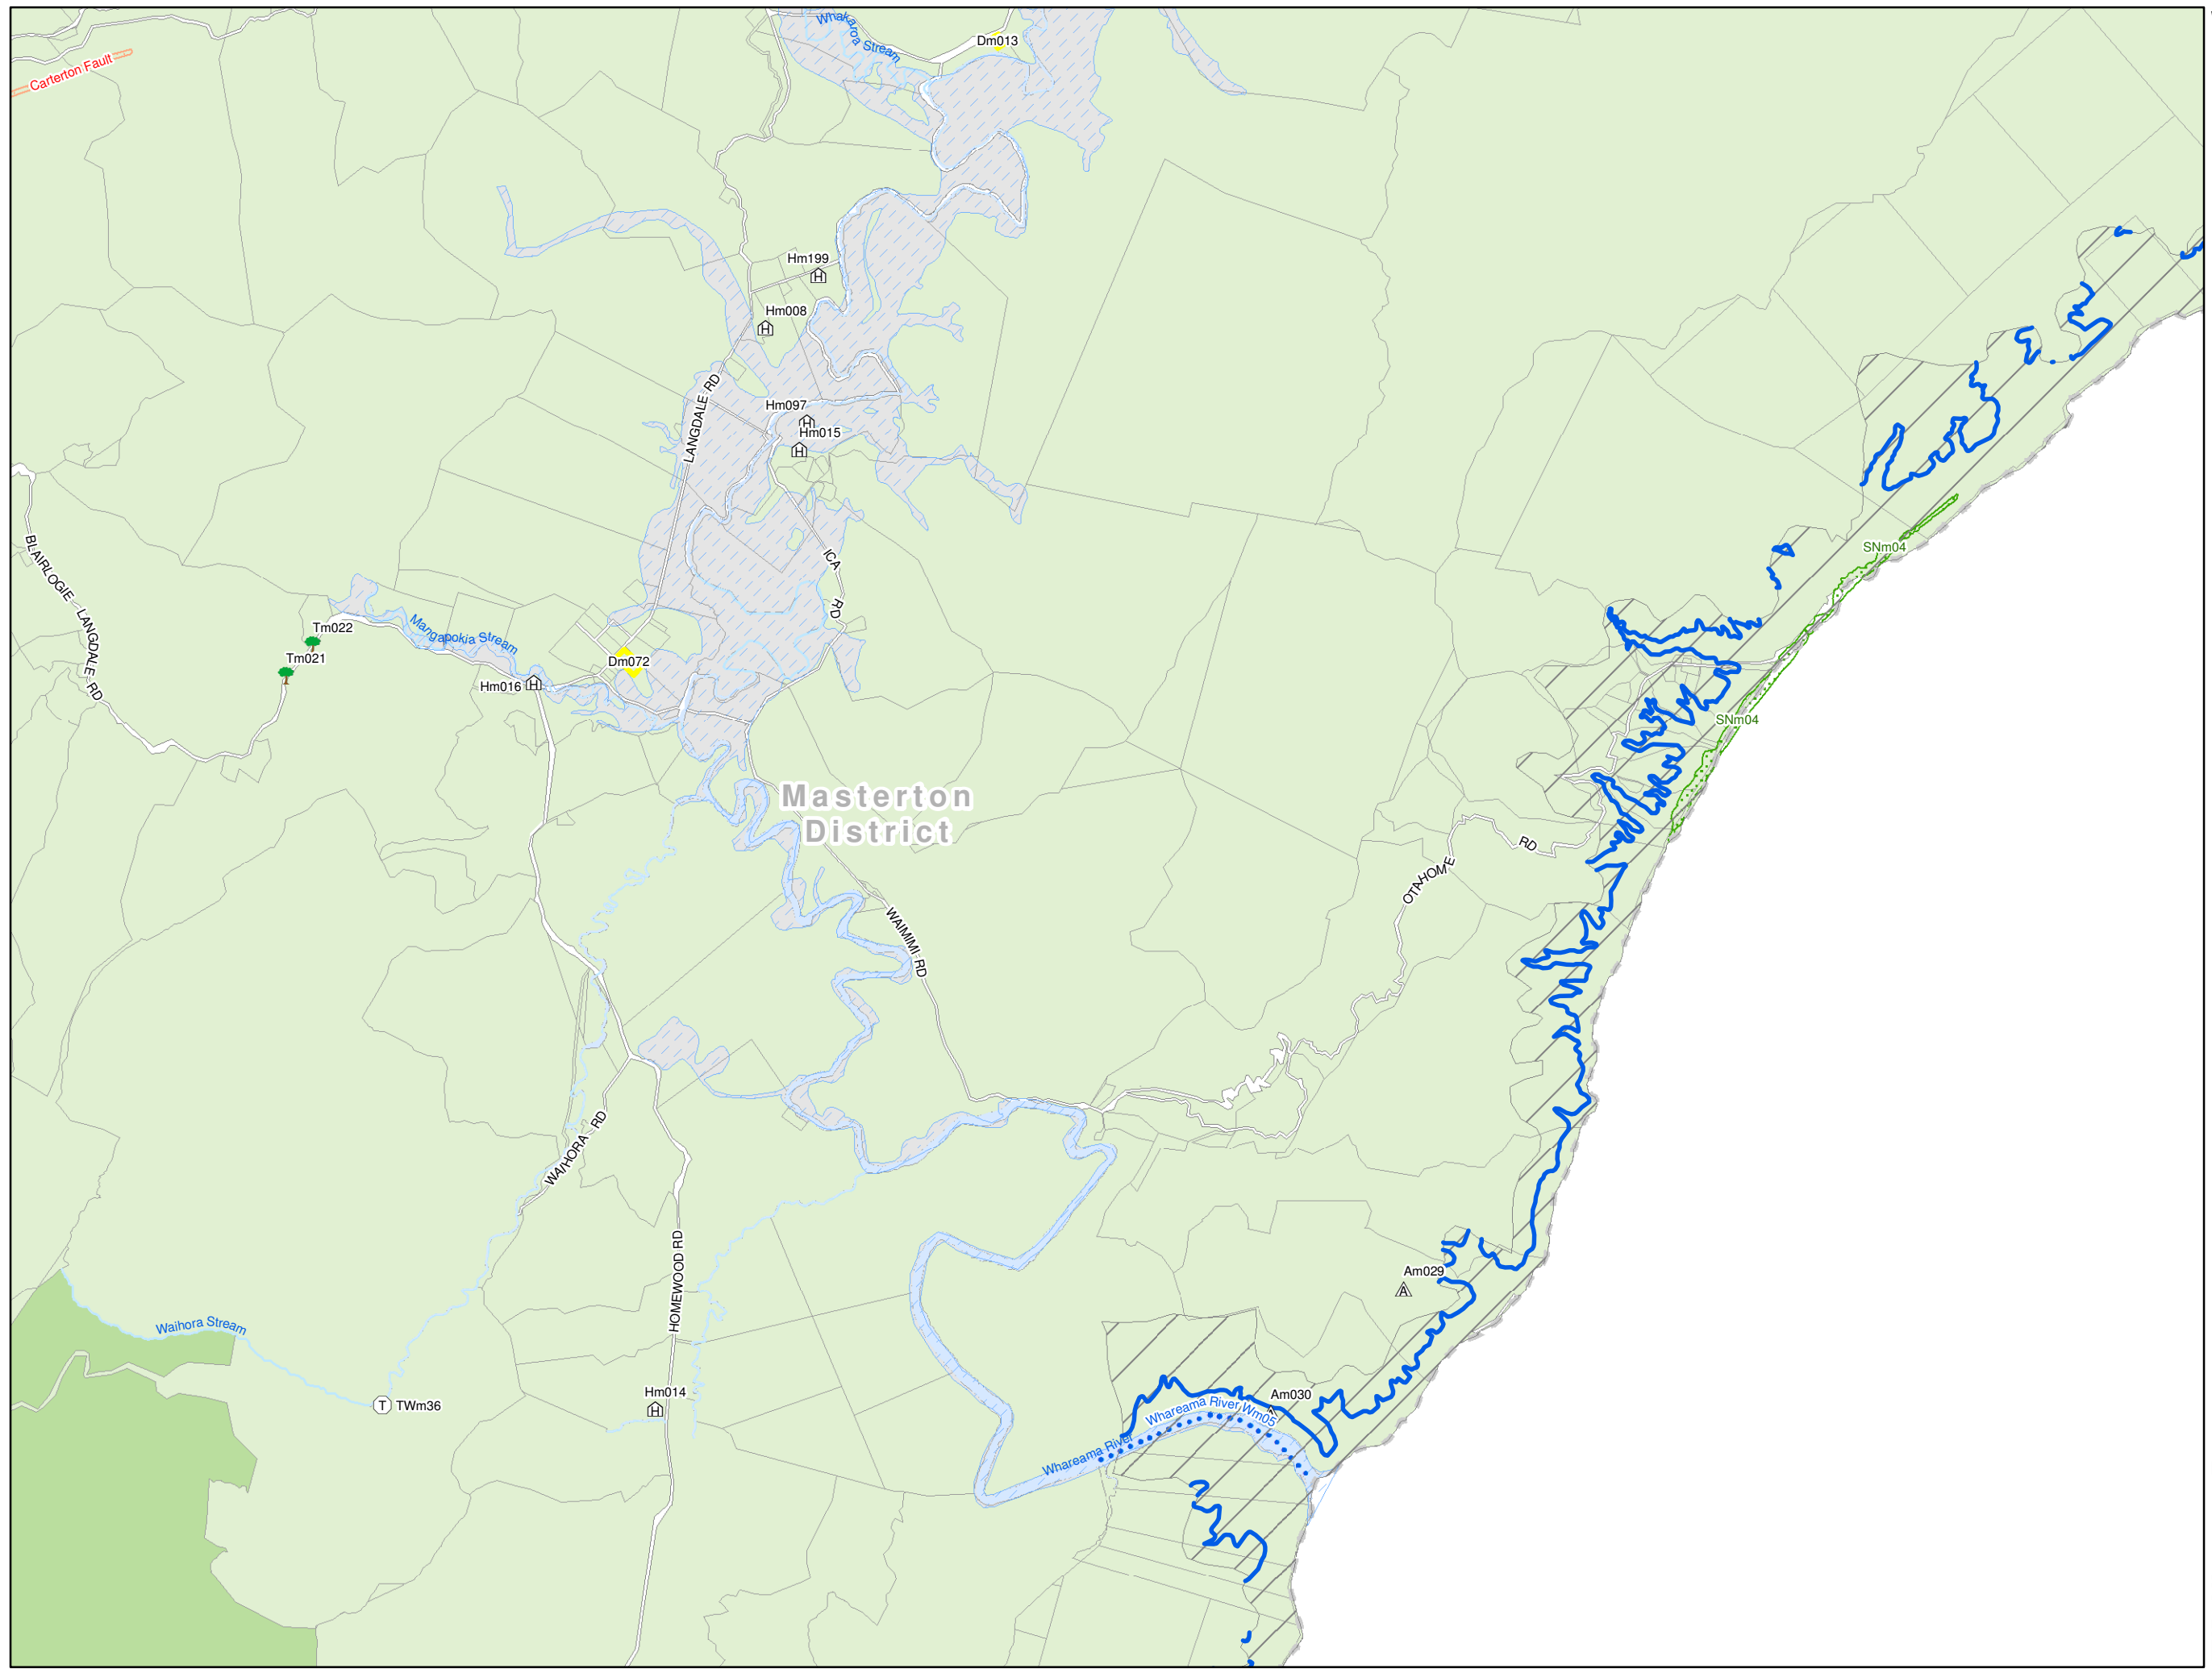 Whakaroa Stream
Dm013
Carterton Fault
Hm199
Hm008
LANGDALE RD
Hm097
Hm015
BLAIRLOGIE - LANGDALE RD
ICA RD
SNm04
Tm022
Mangapokia Stream
Tm021
Dm072
Hm016
SNm04
Masterton
District
OTAHOME RD
WAIMIMI RD
WAIHORA RD
HOMEWOOD RD
Am029
A
Waihora Stream
Hm014
Am030
T TWm36
Whareama River Wm05
Whareama River
H
H
H
H
H
H